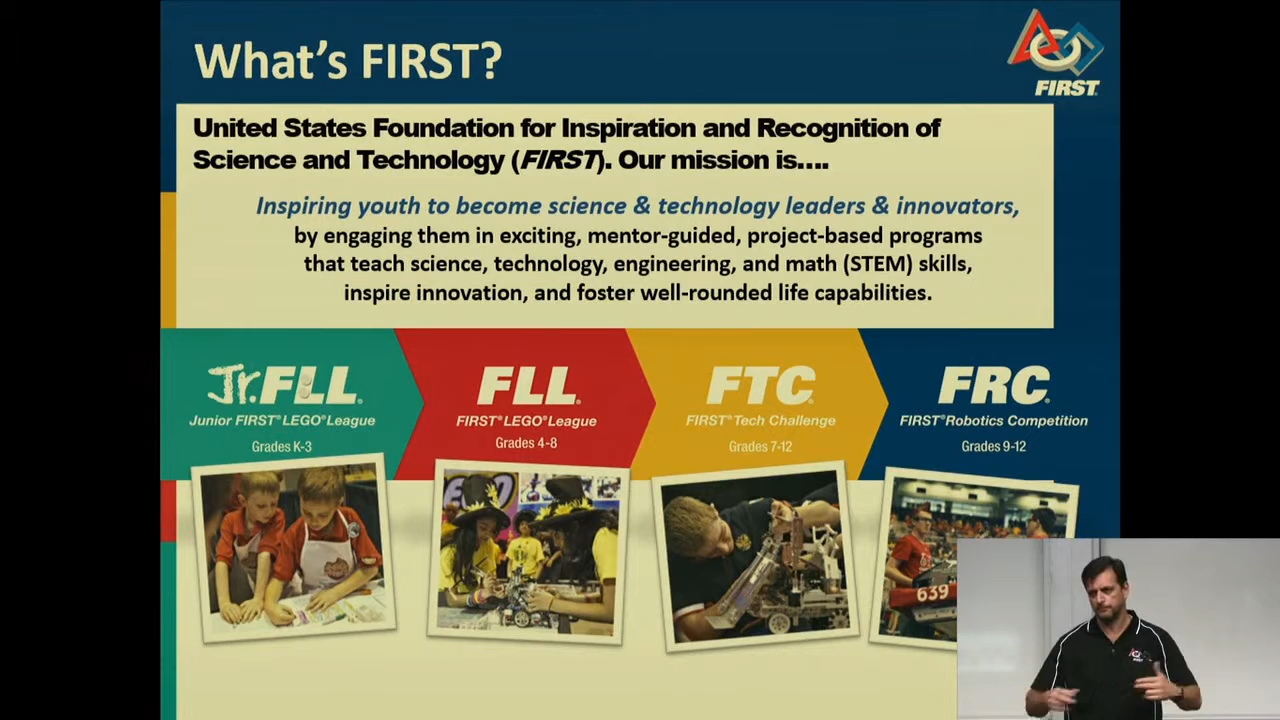 What's FIRST?
FIRST®
United States Foundation for Inspiration and Recognition of
Science and Technology (FIRST). Our mission is....
Inspiring youth to become science & technology leaders & innovators,
by engaging them in exciting, mentor-guided, project-based programs
that teach science, technology, engineering, and math (STEM) skills,
inspire innovation, and foster well-rounded life capabilities.
Jr.FLL®
Junior FIRST® LEGO® League
Grades K-3
FLL®
FIRST® LEGO® League
Grades 4-8
FTC®
FIRST® Tech Challenge
Grades 7-12
FRC®
FIRST® Robotics Competition
Grades 9-12
639
FIRST